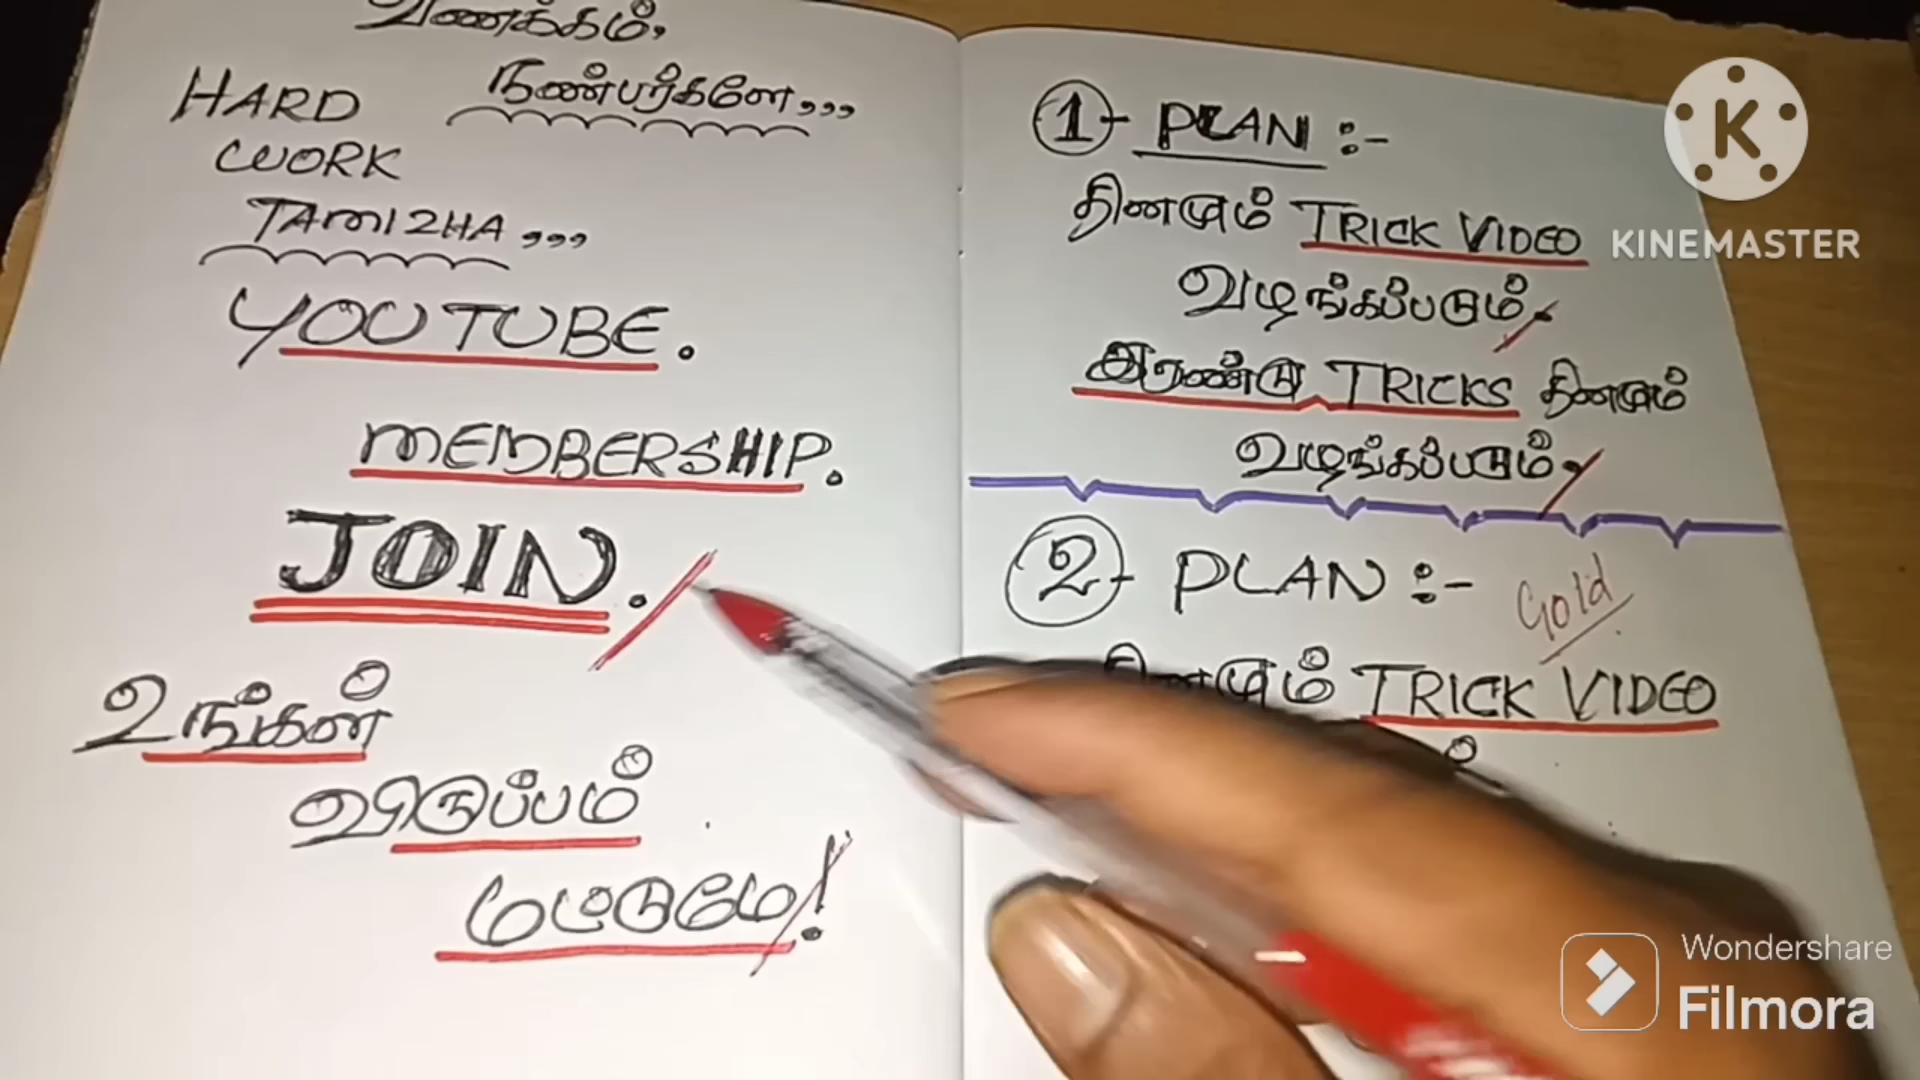 வணக்கம்,
நண்பர்களே,,,
HARD
WORK
TAMIZHA,,,
YOUTUBE.
MEMBERSHIP.
JOIN.
உங்கள்
விருப்பம்
மட்டுமே!
1- PLAN :-
தினமும் TRICK VIDEO
வழங்கப்படும்.
இரண்டு TRICKS தினமும்
வழங்கப்படும்.
2- PLAN :- Gold
தினமும் TRICK VIDEO
K
KINEMASTER
Wondershare
Filmora